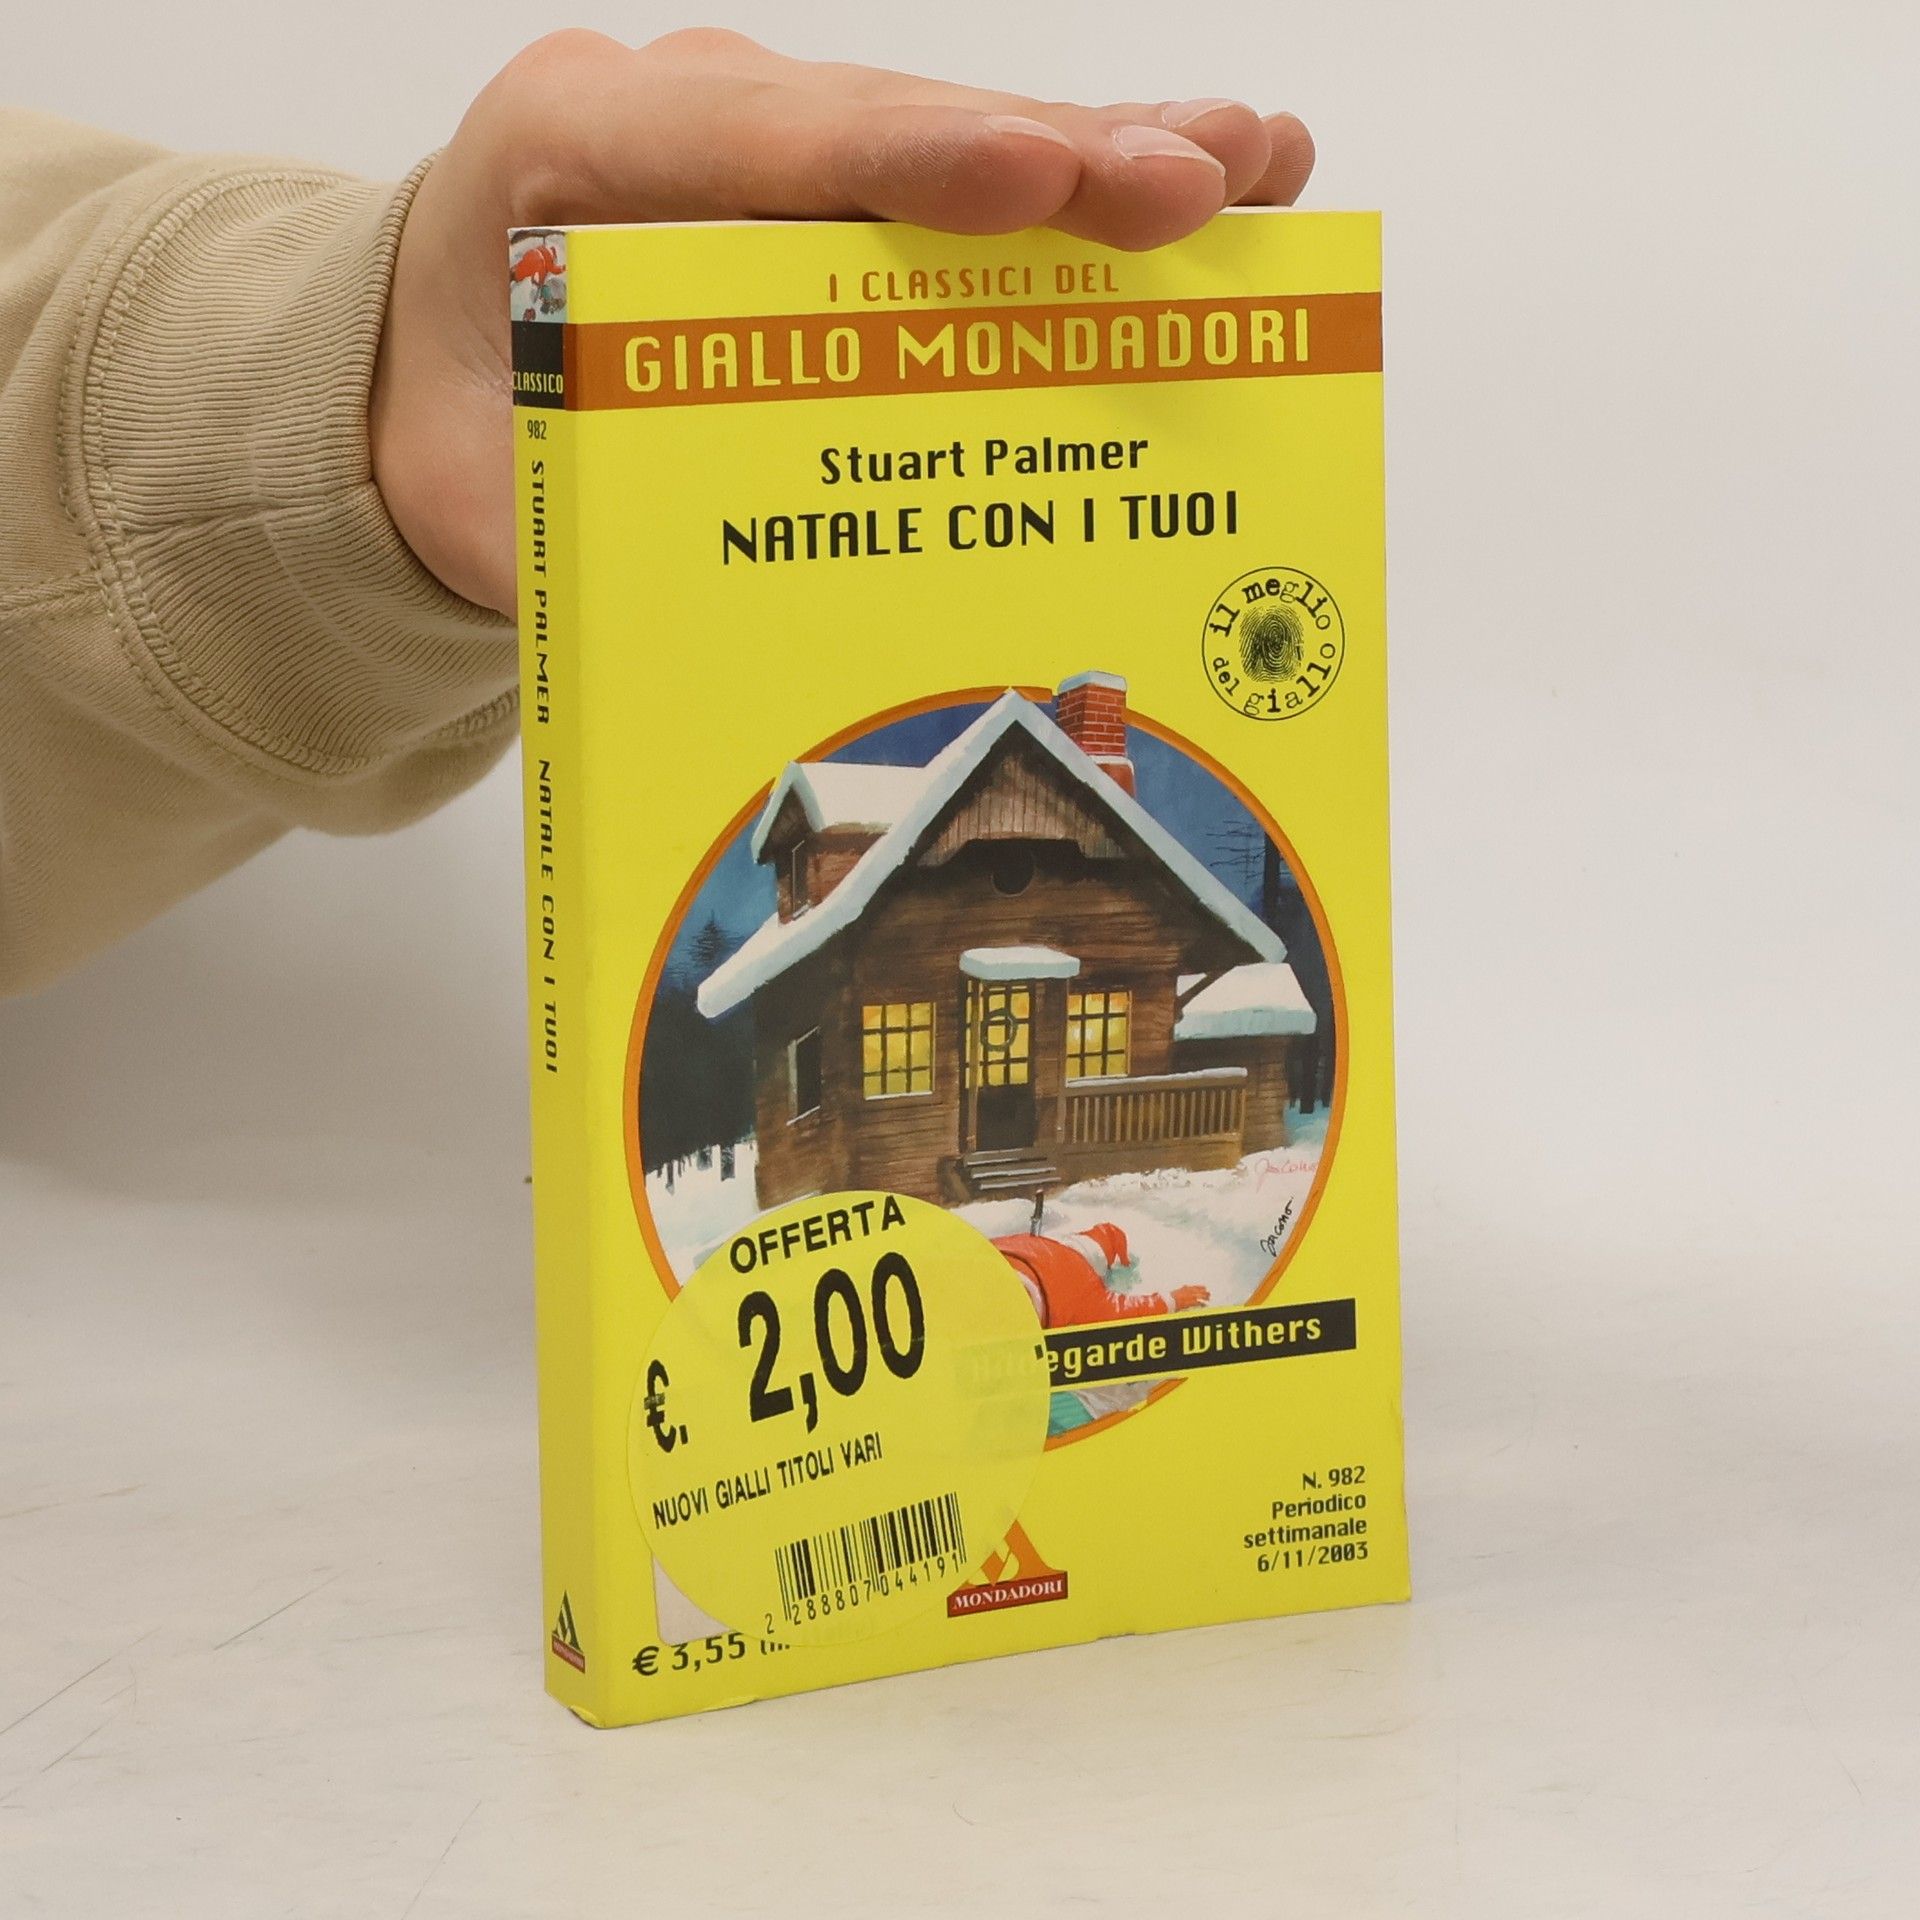 I CLASSICI DEL
GIALLO MONDADORI
Stuart Palmer
NATALE CON I TUOI
il meglio
del giallo
Jacono
Hildegarde Withers
OFFERTA
€. 2,00
NUOVI GIALLI TITOLI VARI
2 288807 044191
€ 3,55
MONDADORI
N. 982
Periodico
settimanale
6/11/2003
CLASSICO
982
STUART PALMER NATALE CON I TUOI